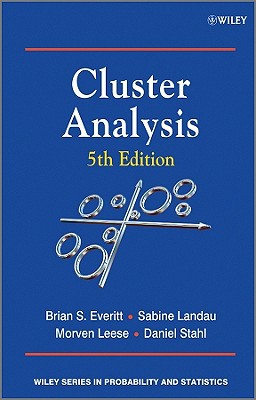 WILEY
Cluster
Analysis
5th Edition
Brian S. Everitt • Sabine Landau
Morven Leese • Daniel Stahl
WILEY SERIES IN PROBABILITY AND STATISTICS